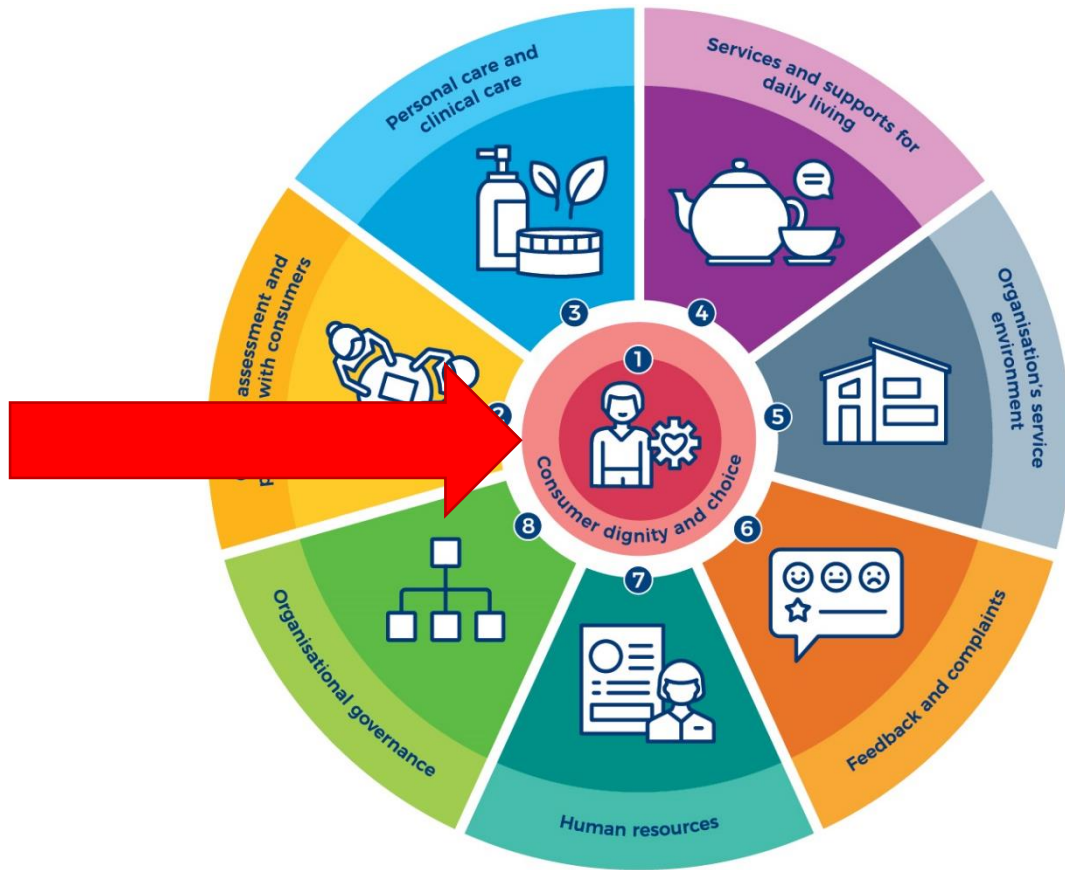 1
Consumer dignity and choice
2
assessment and
with consumers
3
Personal care and
clinical care
4
Services and supports for
daily living
5
Organisation's service
environment
6
Feedback and complaints
7
Human resources
8
Organisational governance